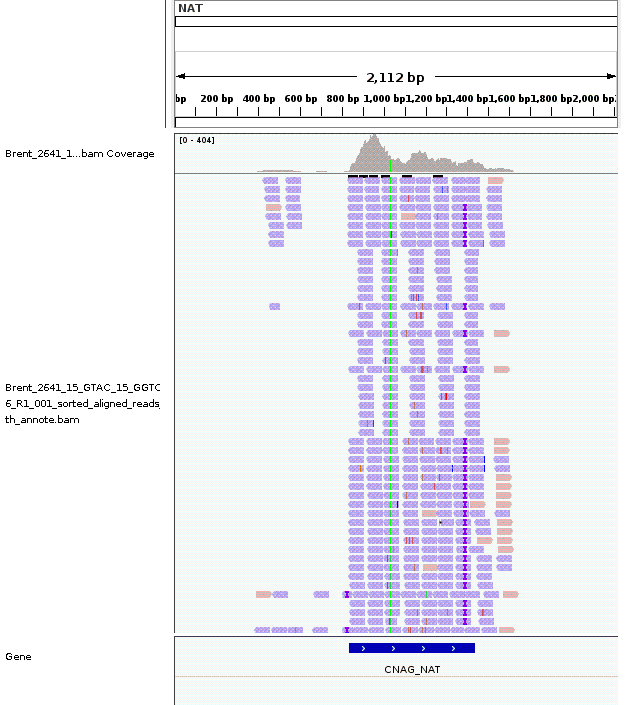 NAT
2,112 bp
bp 200 bp 400 bp 600 bp 800 bp 1,000 bp 1,200 bp 1,400 bp 1,600 bp 1,800 bp 2,000 bp
[0 - 404]
Brent_2641_1...bam Coverage
Brent_2641_15_GTAC_15_GGTC
6_R1_001_sorted_aligned_reads_
th_annote.bam
Gene
CNAG_NAT